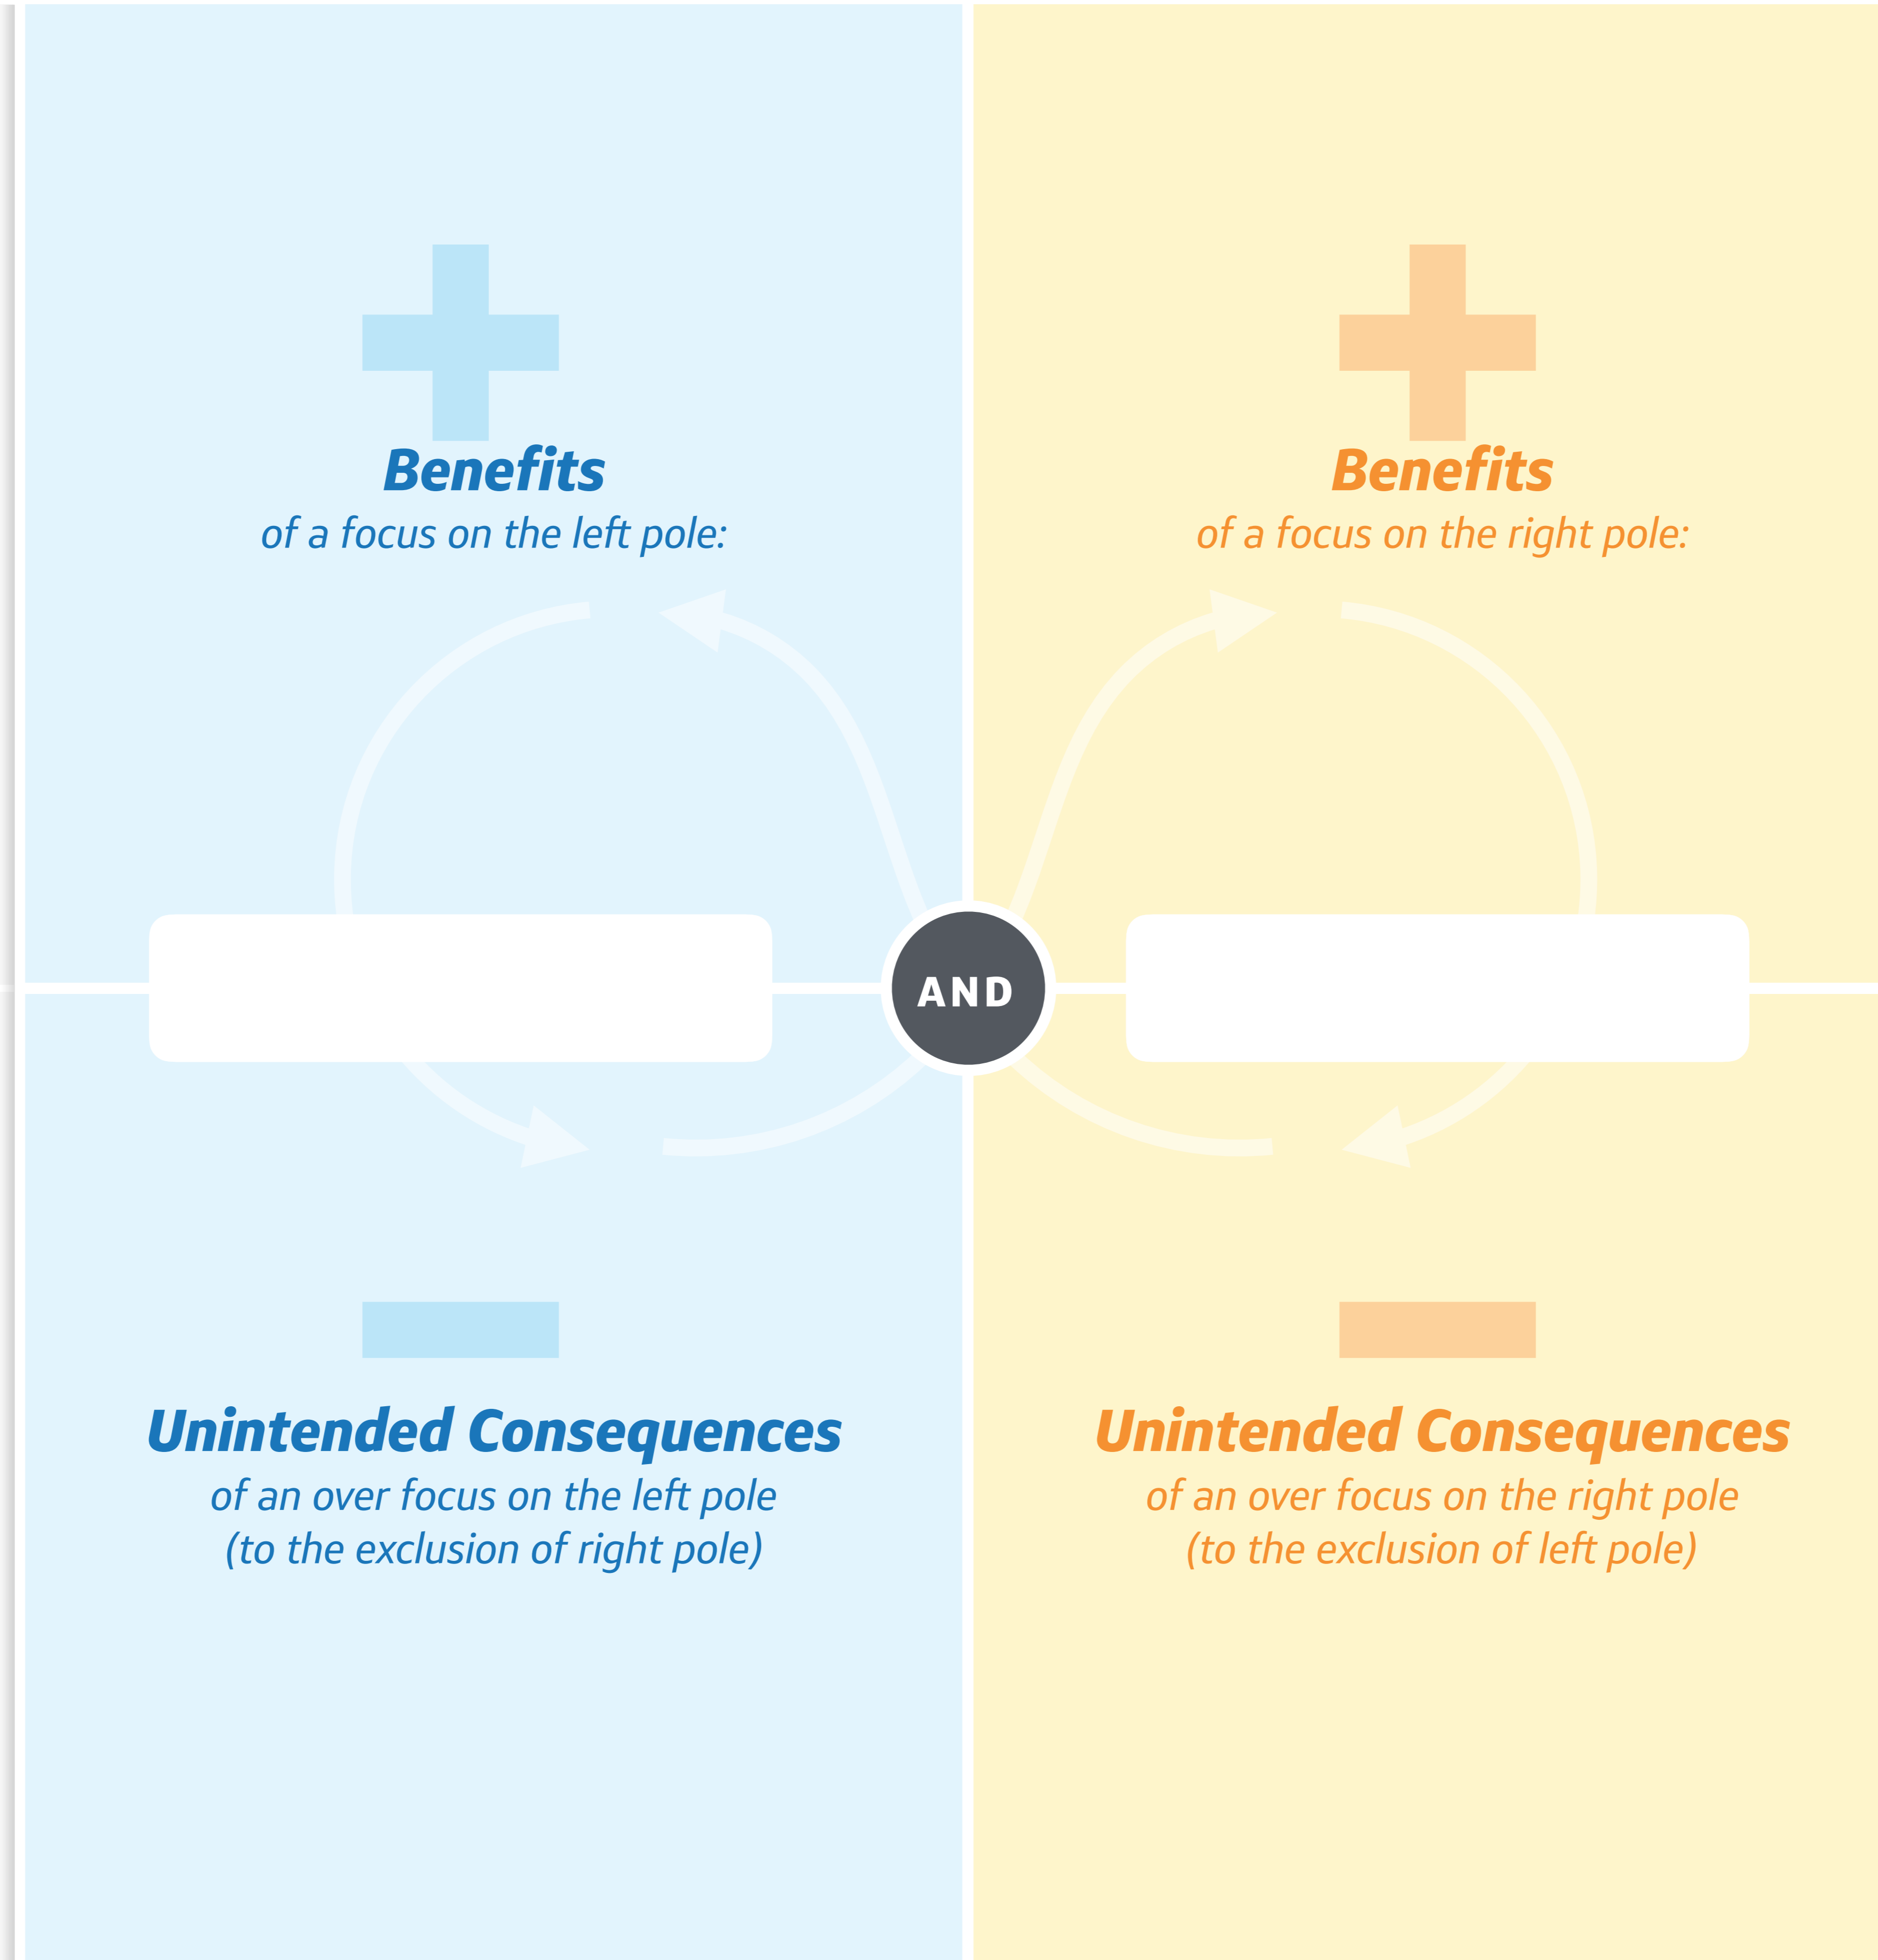 Benefits
of a focus on the left pole:
Benefits
of a focus on the right pole:
AND
Unintended Consequences
of an over focus on the left pole
(to the exclusion of right pole)
Unintended Consequences
of an over focus on the right pole
(to the exclusion of left pole)